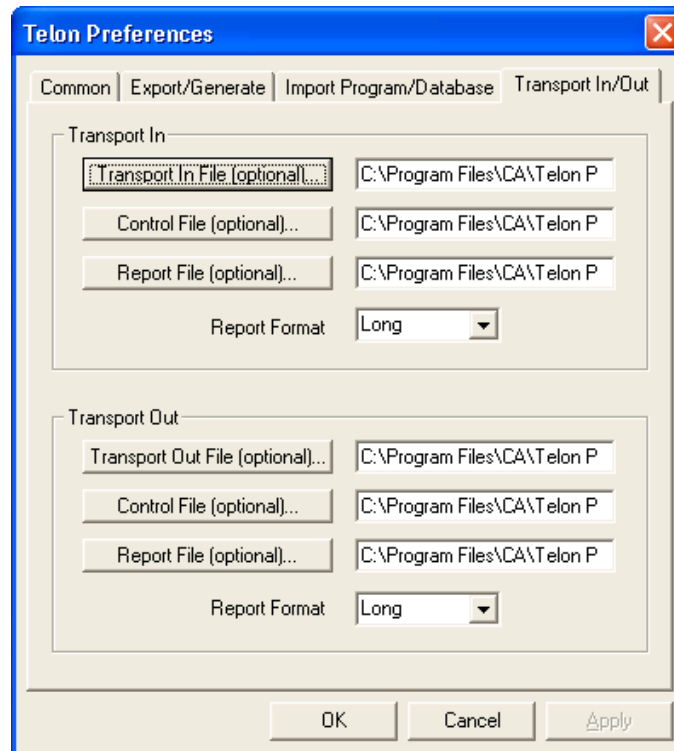 Telon Preferences
Common Export/Generate Import Program/Database Transport In/Out
Transport In
Transport In File (optional)... C:\Program Files\CA\Telon P
Control File (optional)... C:\Program Files\CA\Telon P
Report File (optional)... C:\Program Files\CA\Telon P
Report Format Long
Transport Out
Transport Out File (optional)... C:\Program Files\CA\Telon P
Control File (optional)... C:\Program Files\CA\Telon P
Report File (optional)... C:\Program Files\CA\Telon P
Report Format Long
OK Cancel Apply